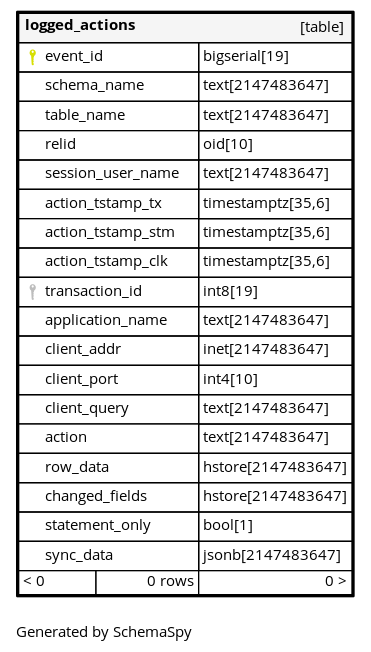 logged_actions [table]
event_id bigserial[19]
schema_name text[2147483647]
table_name text[2147483647]
relid oid[10]
session_user_name text[2147483647]
action_tstamp_tx timestamptz[35,6]
action_tstamp_stm timestamptz[35,6]
action_tstamp_clk timestamptz[35,6]
transaction_id int8[19]
application_name text[2147483647]
client_addr inet[2147483647]
client_port int4[10]
client_query text[2147483647]
action text[2147483647]
row_data hstore[2147483647]
changed_fields hstore[2147483647]
statement_only bool[1]
sync_data jsonb[2147483647]
< 0 0 rows 0 >
Generated by SchemaSpy